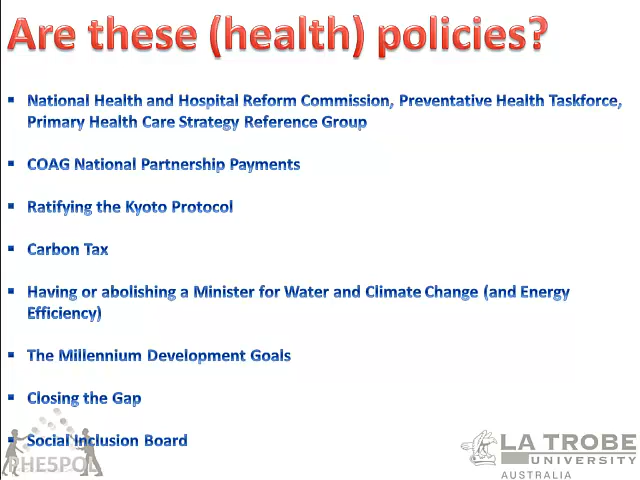 Are these (health) policies?
National Health and Hospital Reform Commission, Preventative Health Taskforce,
Primary Health Care Strategy Reference Group
COAG National Partnership Payments
Ratifying the Kyoto Protocol
Carbon Tax
Having or abolishing a Minister for Water and Climate Change (and Energy
Efficiency)
The Millennium Development Goals
Closing the Gap
Social Inclusion Board
PHE5POL
LA TROBE
UNIVERSITY
AUSTRALIA